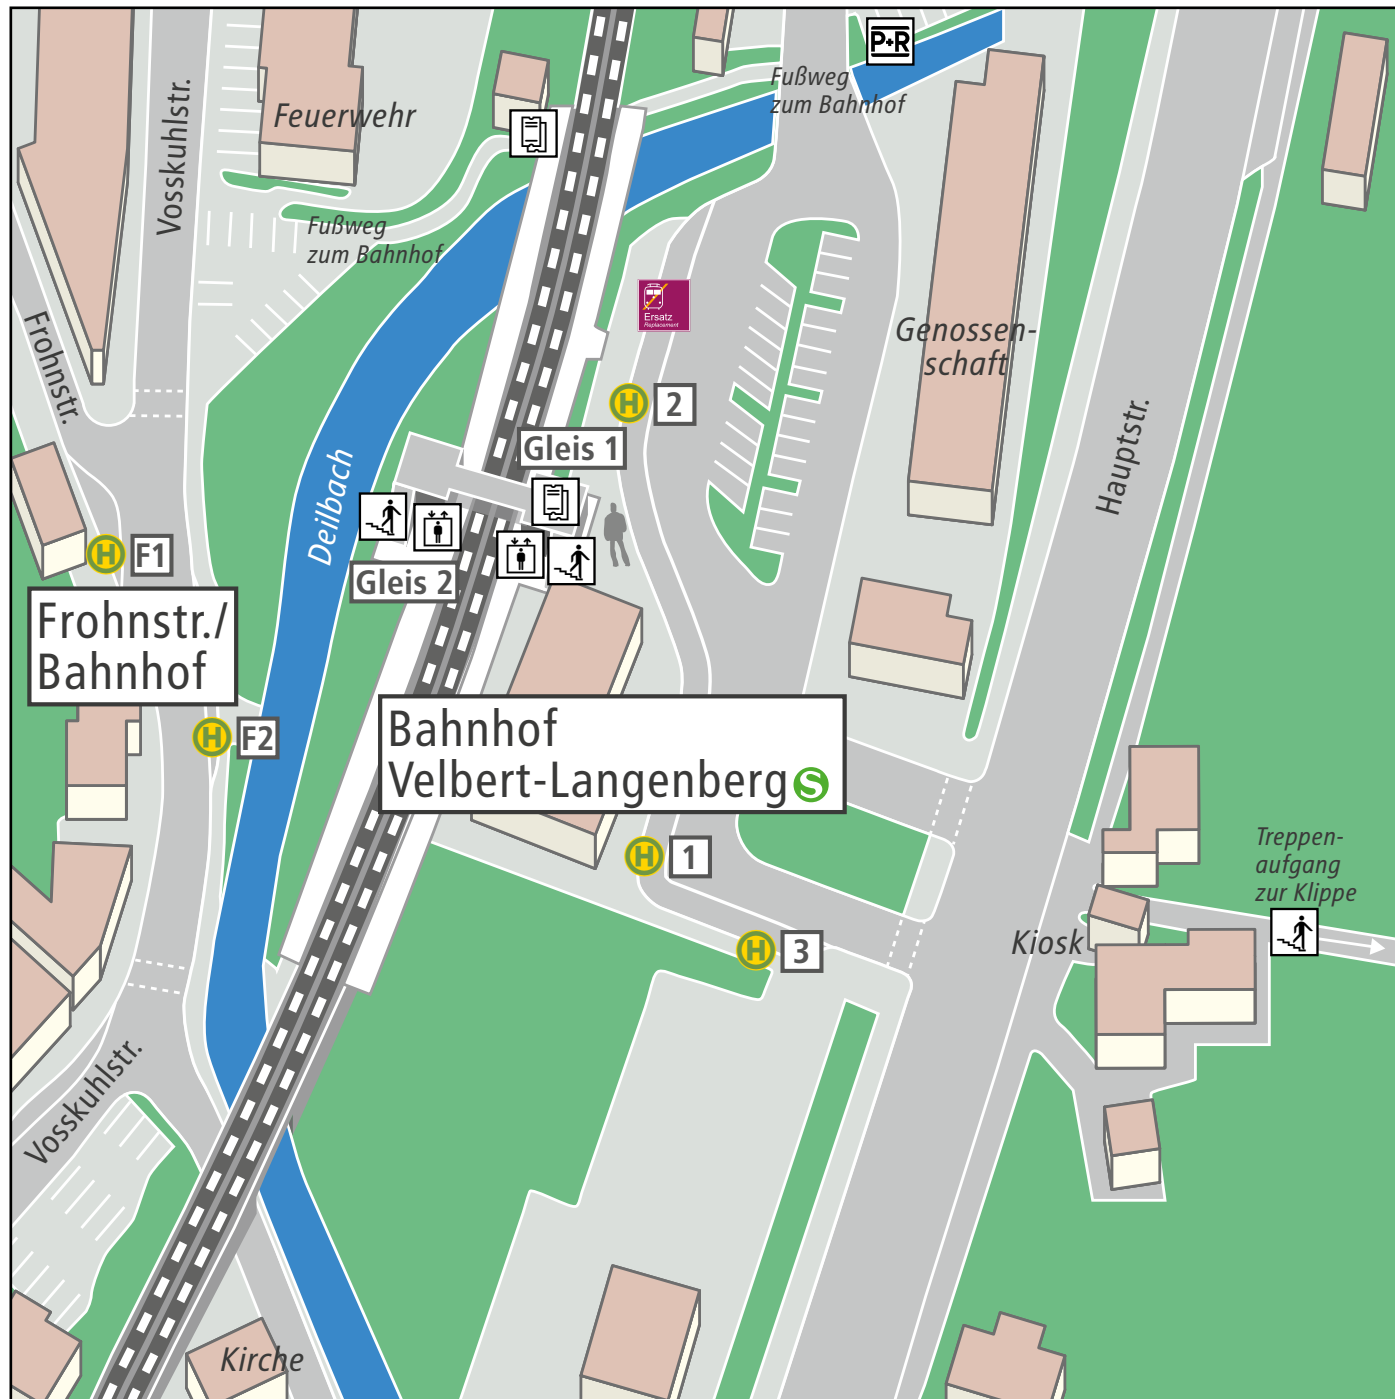 P+R
Fußweg
zum Bahnhof
Vosskuhlstr.
Feuerwehr
Fußweg
zum Bahnhof
Ersatz
Replacement
Frohnstr.
Genossen-
schaft
H 2
Hauptstr.
Gleis 1
Deilbach
H F1
Gleis 2
Frohnstr./
Bahnhof
H F2
Bahnhof
Velbert-Langenberg S
H 1
Treppen-
aufgang
zur Klippe
H 3
Kiosk
Vosskuhlstr.
Kirche